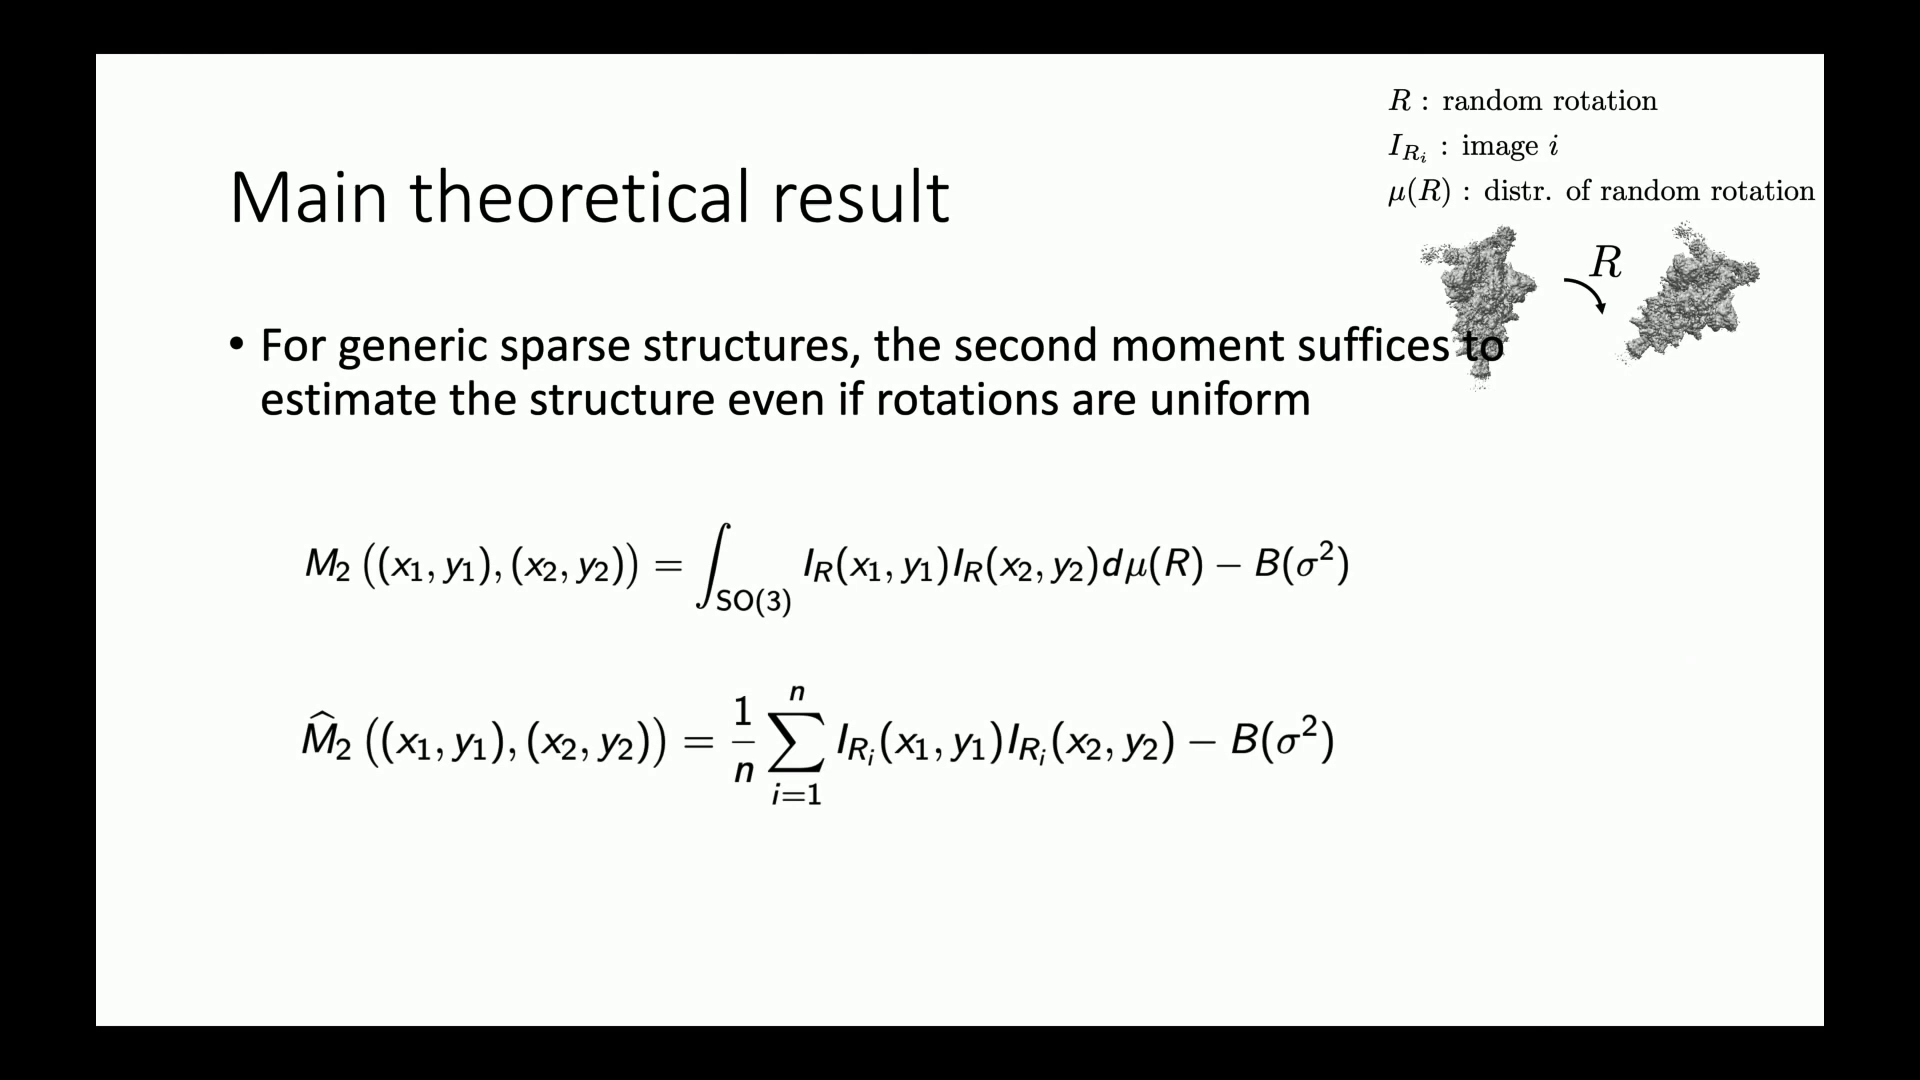 R : random rotation
I_{R_i} : image i
μ(R) : distr. of random rotation
Main theoretical result
R
• For generic sparse structures, the second moment suffices to
estimate the structure even if rotations are uniform
M_2 ((x_1, y_1), (x_2, y_2)) = ∫_{SO(3)} I_R(x_1, y_1)I_R(x_2, y_2)dμ(R) − B(σ^2)
\widehat{M}_2 ((x_1, y_1), (x_2, y_2)) = \frac{1}{n} \sum_{i=1}^{n} I_{R_i}(x_1, y_1)I_{R_i}(x_2, y_2) − B(σ^2)